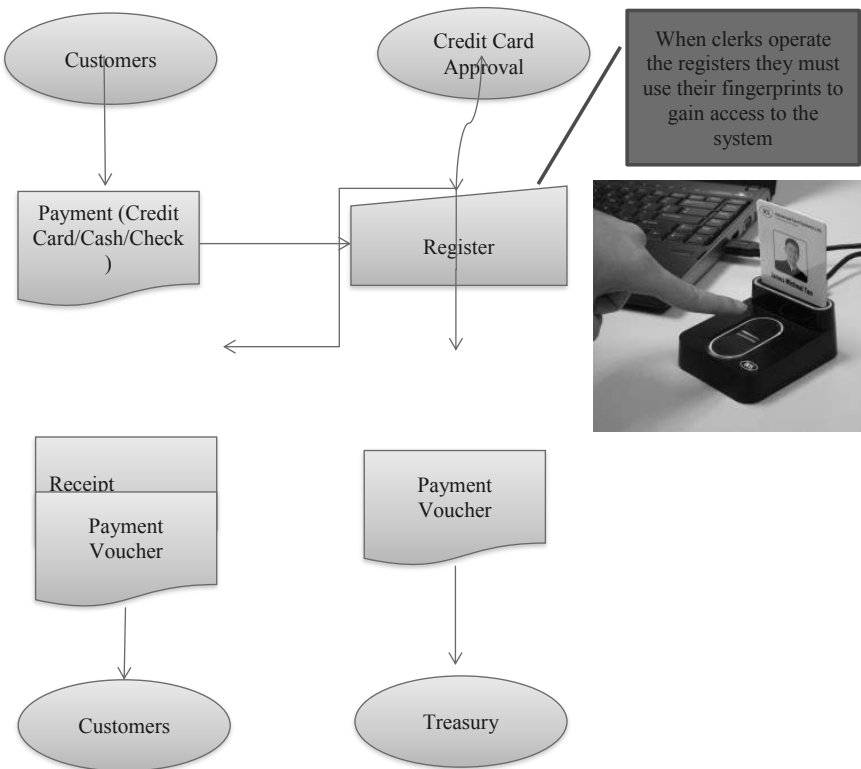 Customers
Credit Card
Approval
When clerks operate
the registers they must
use their fingerprints to
gain access to the
system
Payment (Credit
Card/Cash/Check
)
Register
Receipt
Payment
Voucher
Payment
Voucher
Customers
Treasury